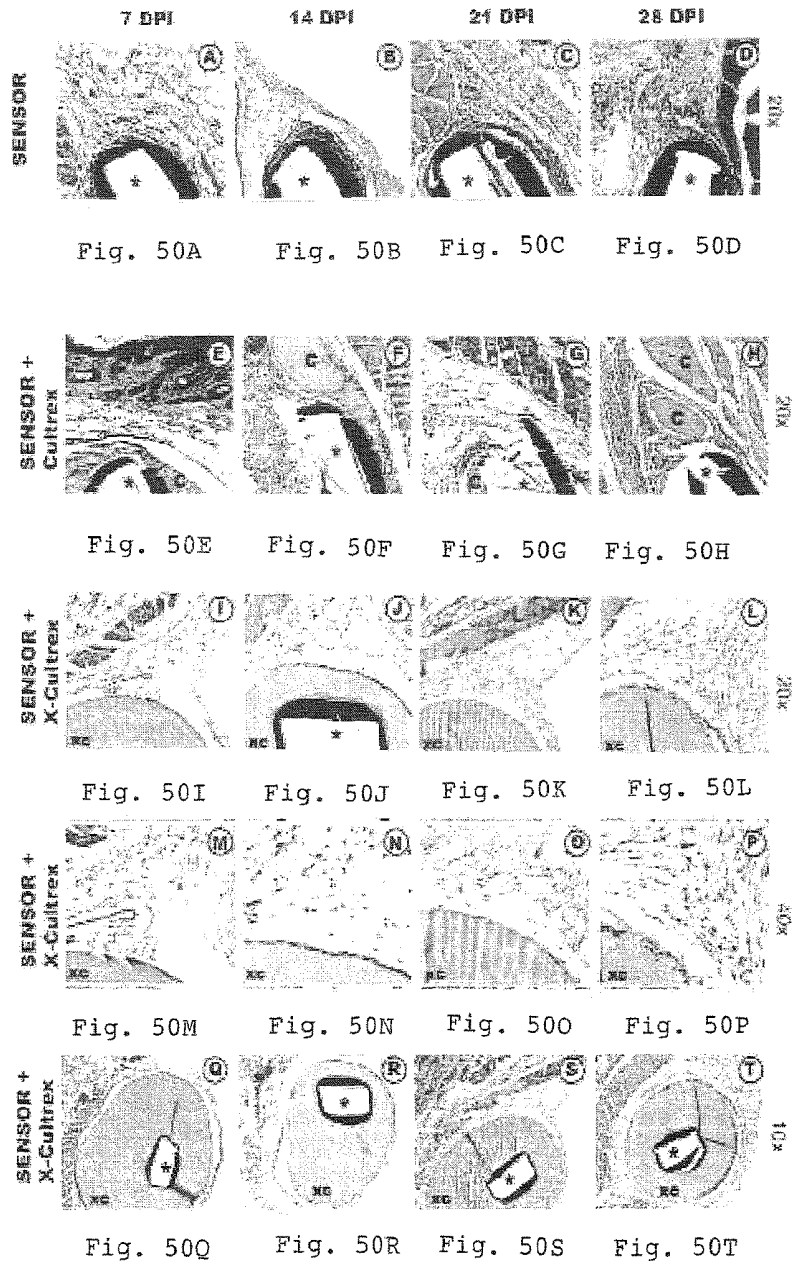 7 DPI 14 DPI 21 DPI 28 DPI
SENSOR
A B C D
* * * *
20x
Fig. 50A Fig. 50B Fig. 50C Fig. 50D
SENSOR +
Cultrex
E F G H
C C C
C
* * * *
C
20x
Fig. 50E Fig. 50F Fig. 50G Fig. 50H
SENSOR +
X-Cultrex
I J K L
*
XC XC XC
20x
Fig. 50I Fig. 50J Fig. 50K Fig. 50L
SENSOR +
X-Cultrex
M N O P
XC XC XC XC
40x
Fig. 50M Fig. 50N Fig. 50O Fig. 50P
SENSOR +
X-Cultrex
Q R S T
* * * *
XC XC XC XC
10x
Fig. 50Q Fig. 50R Fig. 50S Fig. 50T